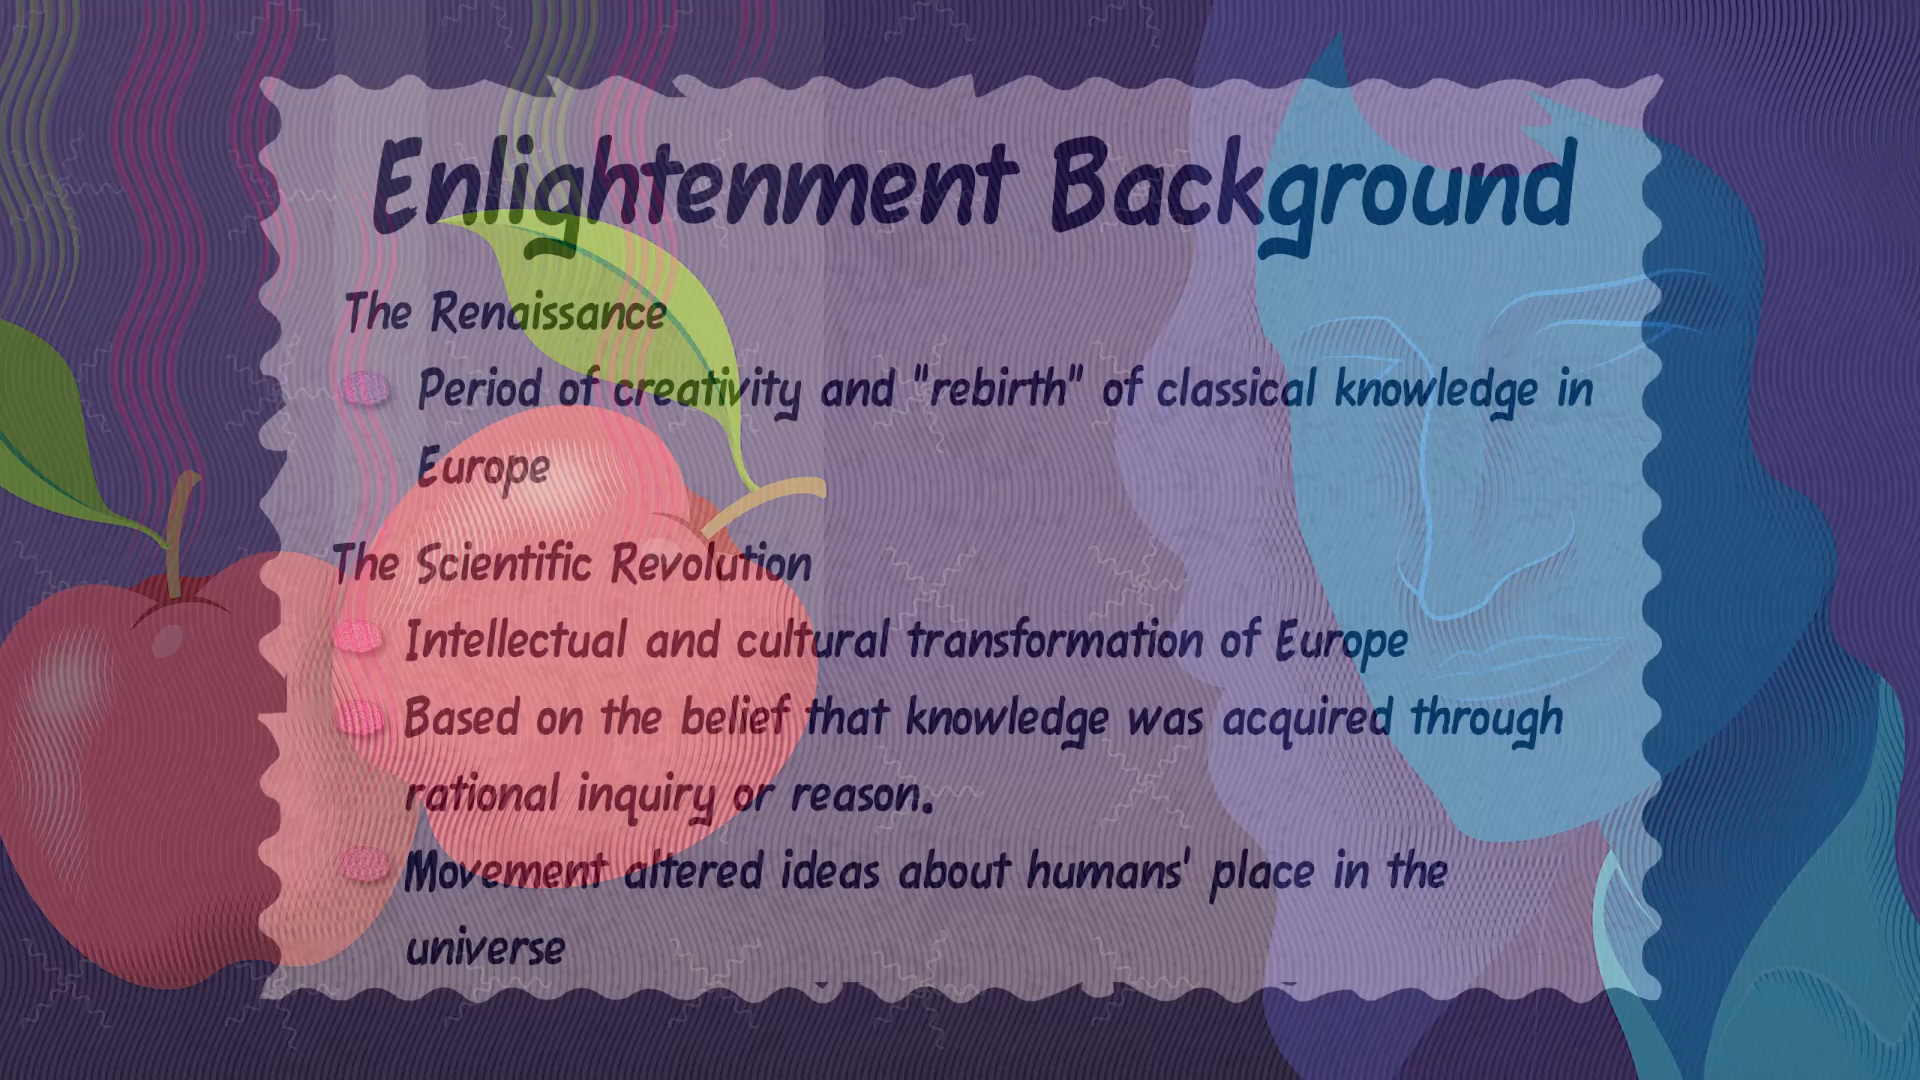 Enlightenment Background
The Renaissance
Period of creativity and "rebirth" of classical knowledge in
Europe
The Scientific Revolution
Intellectual and cultural transformation of Europe
Based on the belief that knowledge was acquired through
rational inquiry or reason.
Movement altered ideas about humans' place in the
universe